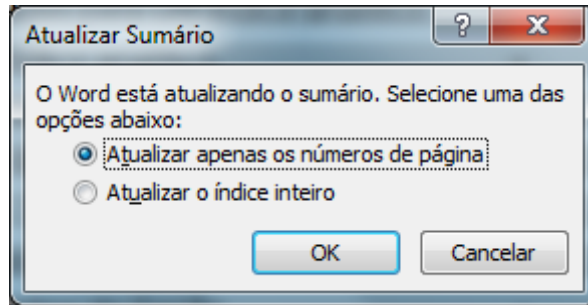 Atualizar Sumário
?
X
O Word está atualizando o sumário. Selecione uma das
opções abaixo:
Atualizar apenas os números de página
Atualizar o índice inteiro
OK
Cancelar